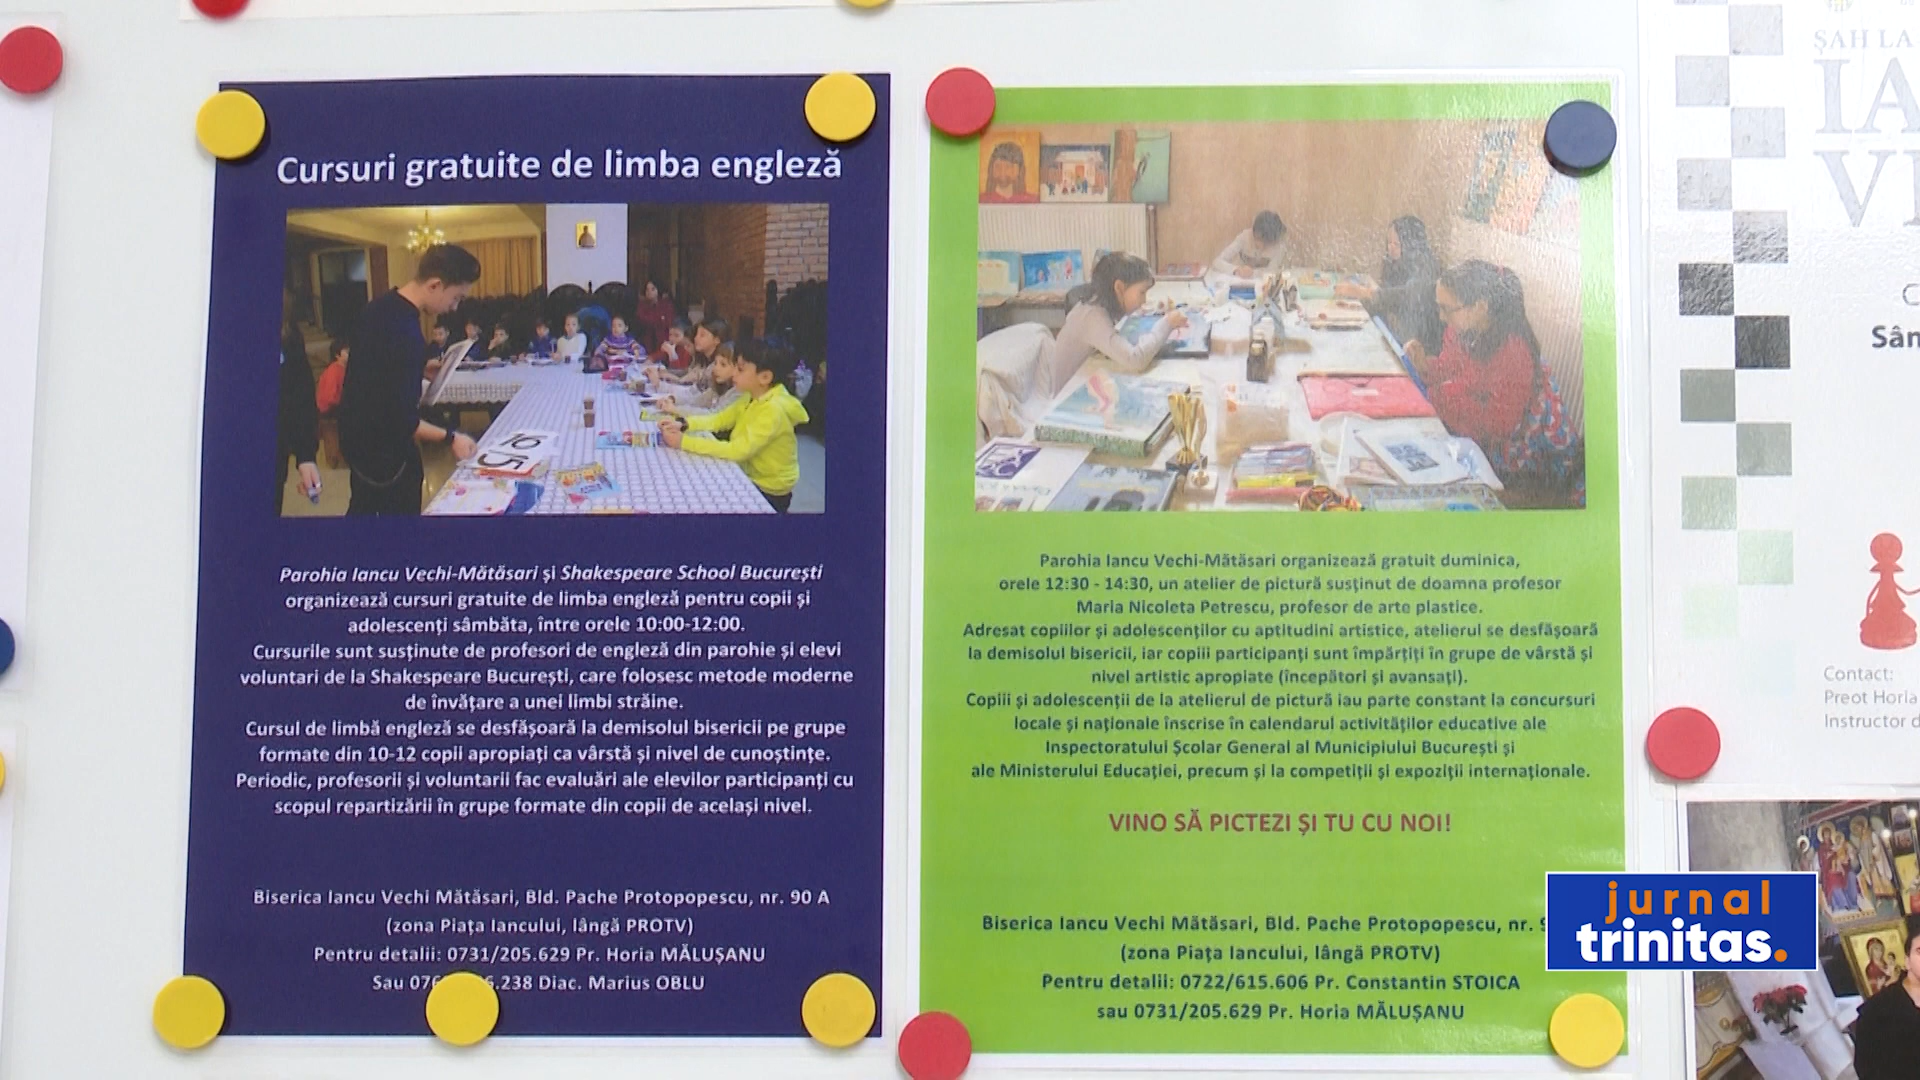 Cursuri gratuite de limba engleză
Parohia Iancu Vechi-Mătăsari și Shakespeare School București
organizează cursuri gratuite de limba engleză pentru copii și
adolescenți sâmbăta, între orele 10:00-12:00.
Cursurile sunt susținute de profesori de engleză din parohie și elevi
voluntari de la Shakespeare București, care folosesc metode moderne
de învățare a unei limbi străine.
Cursul de limbă engleză se desfășoară la demisolul bisericii pe grupe
formate din 10-12 copii apropiați ca vârstă și nivel de cunoștințe.
Periodic, profesorii și voluntarii fac evaluări ale elevilor participanți cu
scopul repartizării în grupe formate din copii de același nivel.
Biserica Iancu Vechi Mătăsari, Bld. Pache Protopopescu, nr. 90 A
(zona Piața Iancului, lângă PROTV)
Pentru detalii: 0731/205.629 Pr. Horia MĂLUȘANU
Sau .238 Diac. Marius OBLU
Parohia Iancu Vechi-Mătăsari organizează gratuit duminica,
orele 12:30 - 14:30, un atelier de pictură susținut de doamna profesor
Maria Nicoleta Petrescu, profesor de arte plastice.
Adresat copiilor și adolescenților cu aptitudini artistice, atelierul se desfășoară
la demisolul bisericii, iar copiii participanți sunt împărțiți în grupe de vârstă și
nivel artistic apropiate (începători și avansați).
Copiii și adolescenții de la atelierul de pictură iau parte constant la concursuri
locale și naționale înscrise în calendarul activităților educative ale
Inspectoratului Școlar General al Municipiului București și
ale Ministerului Educației, precum și la competiții și expoziții internaționale.
VINO SĂ PICTEZI ȘI TU CU NOI!
Biserica Iancu Vechi Mătăsari, Bld. Pache Protopopescu, nr.
(zona Piața Iancului, lângă PROTV)
Pentru detalii: 0722/615.606 Pr. Constantin STOICA
sau 0731/205.629 Pr. Horia MĂLUȘANU
ȘAH LA
Contact:
Preot Horia
Instructor
jurnal
trinitas.